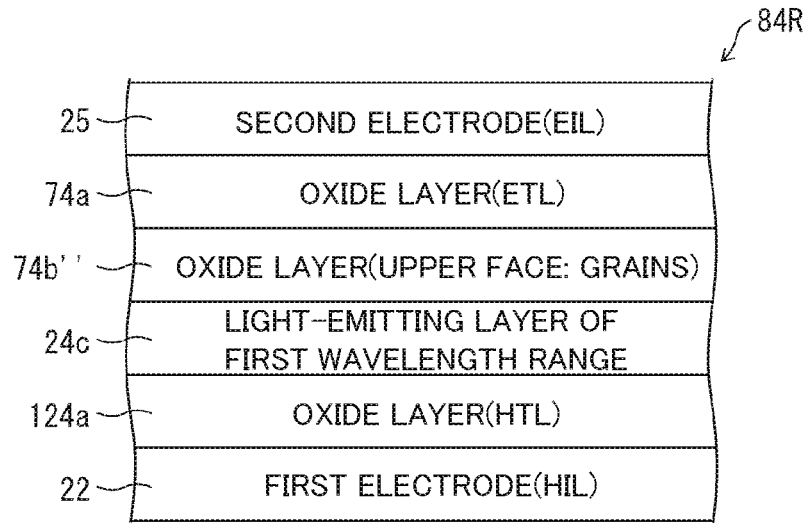 84R
25 SECOND ELECTRODE(EIL)
74a OXIDE LAYER(ETL)
74b'' OXIDE LAYER(UPPER FACE: GRAINS)
24c LIGHT-EMITTING LAYER OF
FIRST WAVELENGTH RANGE
124a OXIDE LAYER(HTL)
22 FIRST ELECTRODE(HIL)